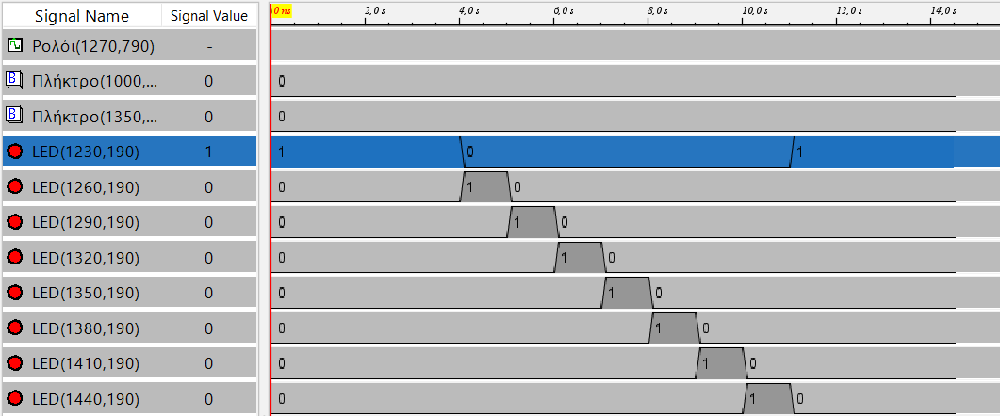 Signal Name Signal Value 0 ns 2,0 s 4,0 s 6,0 s 8,0 s 10,0 s 12,0 s 14,0 s
Ρολόι(1270,790) -
Πλήκτρο(1000,... 0 0
Πλήκτρο(1350,... 0 0
LED(1230,190) 1 1 0 1
LED(1260,190) 0 0 1 0
LED(1290,190) 0 0 1 0
LED(1320,190) 0 0 1 0
LED(1350,190) 0 0 1 0
LED(1380,190) 0 0 1 0
LED(1410,190) 0 0 1 0
LED(1440,190) 0 0 1 0